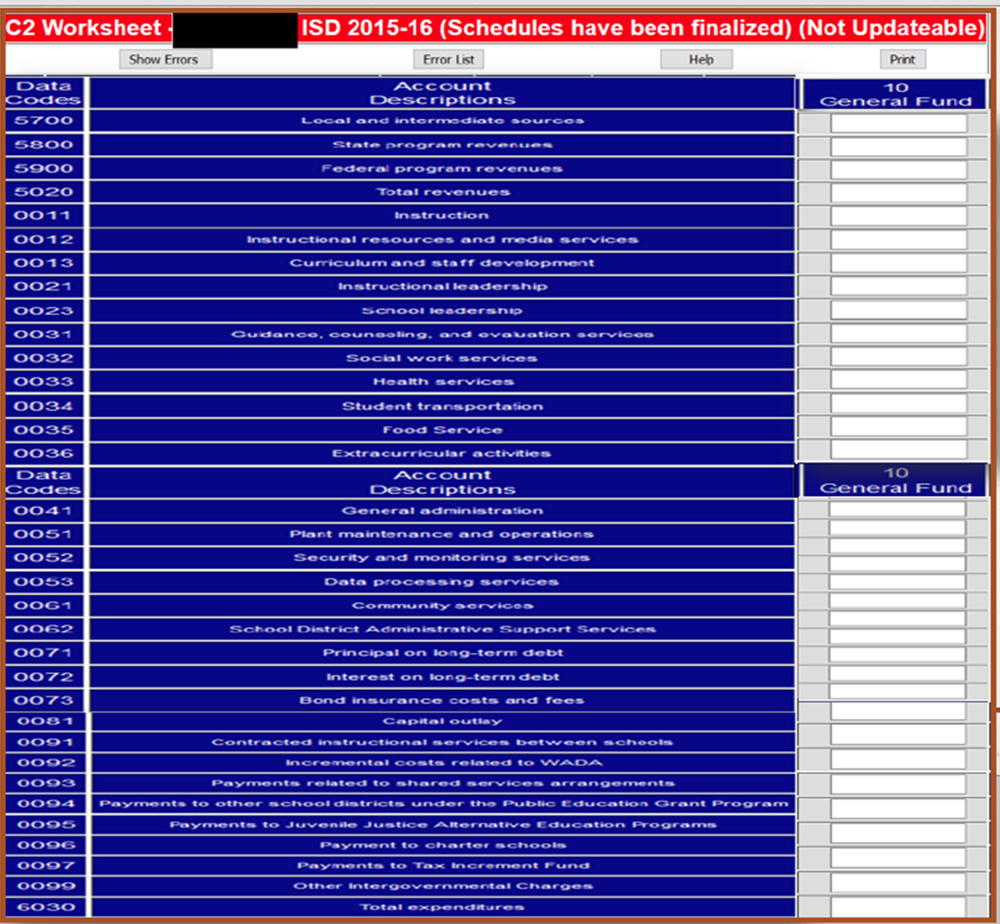 C2 Worksheet - ISD 2015-16 (Schedules have been finalized) (Not Updateable)
Show Errors Error List Help Print
Data Codes Account Descriptions 10 General Fund
5700 Local and intermediate sources
5800 State program revenues
5900 Federal program revenues
5020 Total revenues
0011 Instruction
0012 Instructional resources and media services
0013 Curriculum and staff development
0021 Instructional leadership
0023 School leadership
0031 Guidance, counseling, and evaluation services
0032 Social work services
0033 Health services
0034 Student transportation
0035 Food Service
0036 Extracurricular activities
Data Codes Account Descriptions 10 General Fund
0041 General administration
0051 Plant maintenance and operations
0052 Security and monitoring services
0053 Data processing services
0061 Community services
0062 School District Administrative Support Services
0071 Principal on long-term debt
0072 Interest on long-term debt
0073 Bond insurance costs and fees
0081 Capital outlay
0091 Contracted instructional services between schools
0092 Incremental costs related to WADA
0093 Payments related to shared services arrangements
0094 Payments to other school districts under the Public Education Grant Program
0095 Payments to Juvenile Justice Alternative Education Programs
0096 Payment to charter schools
0097 Payments to Tax Increment Fund
0099 Other Intergovernmental Charges
6030 Total expenditures